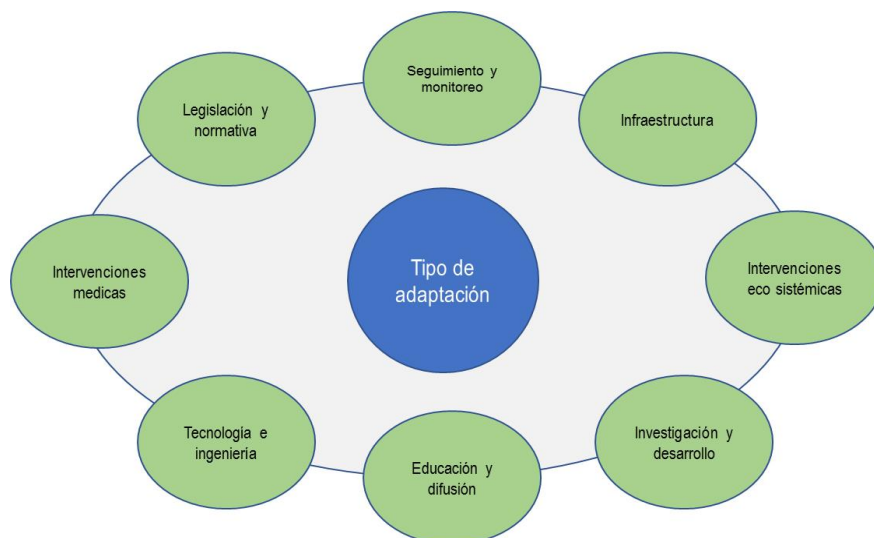 Seguimiento y
monitoreo
Legislación y
normativa
Infraestructura
Intervenciones
medicas
Tipo de
adaptación
Intervenciones
eco sistémicas
Tecnología e
ingeniería
Educación y
difusión
Investigación y
desarrollo